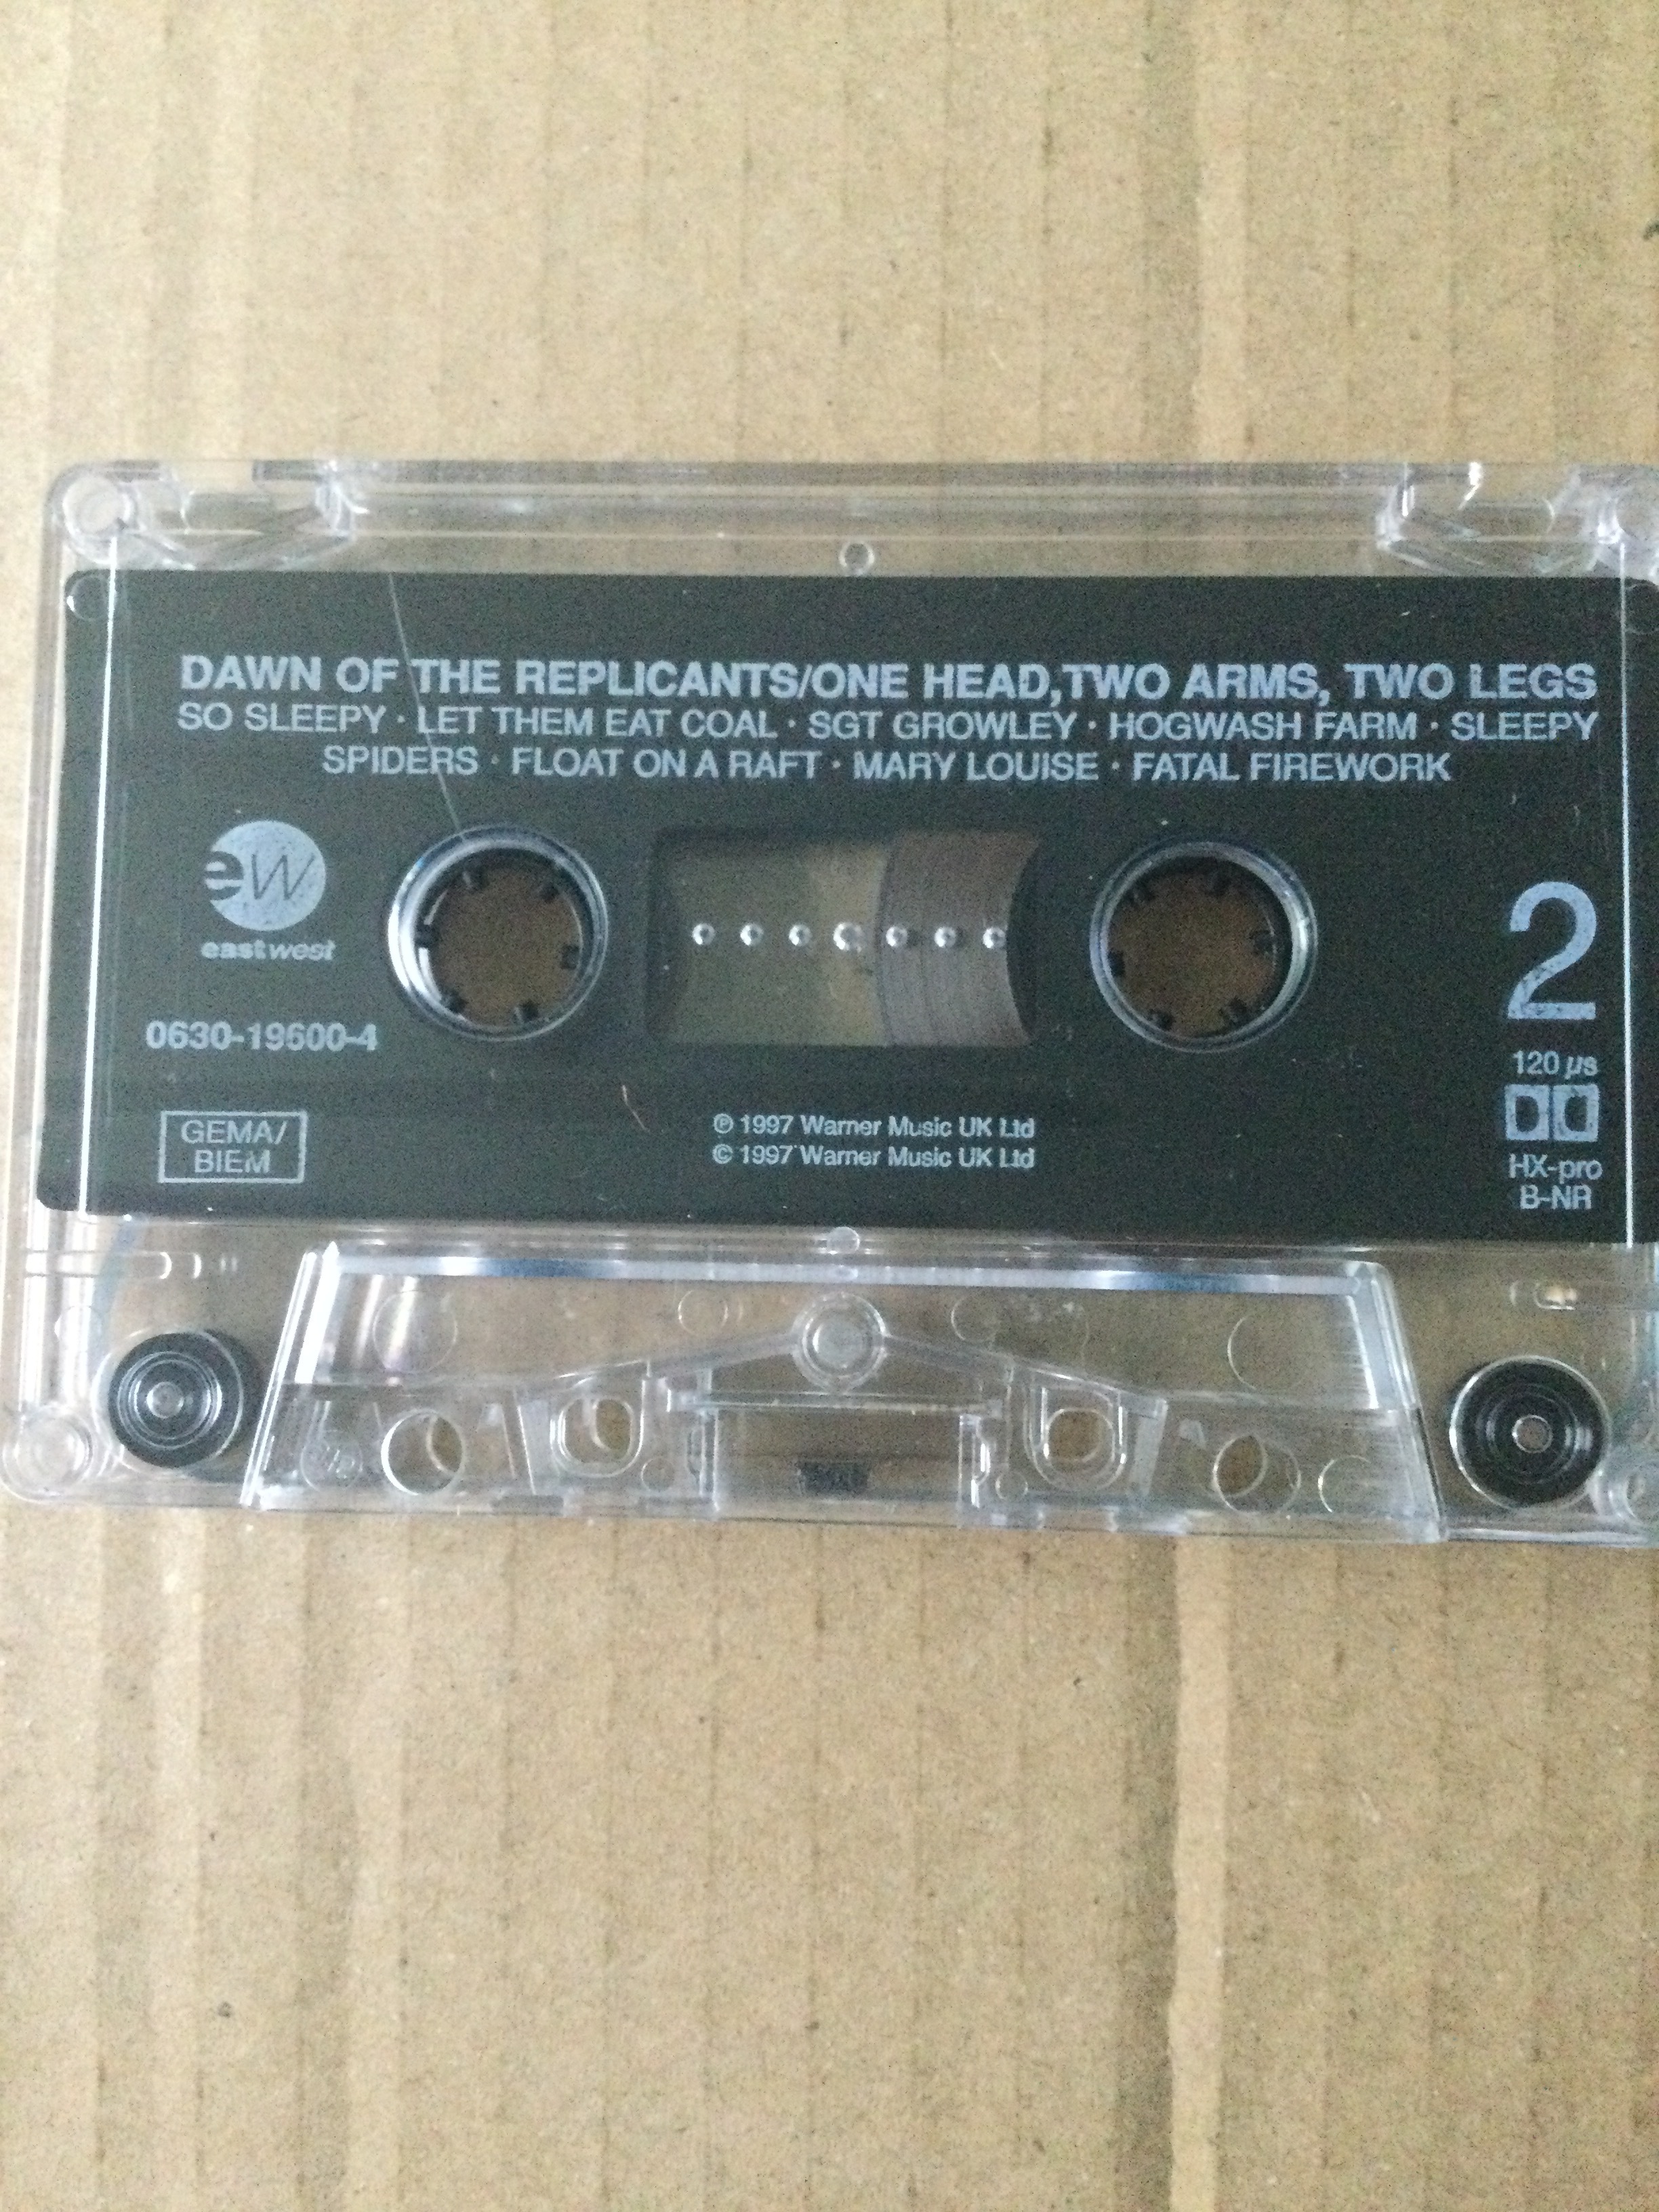 DAWN OF THE REPLICANTS/ONE HEAD,TWO ARMS, TWO LEGS
SO SLEEPY · LET THEM EAT COAL · SGT GROWLEY · HOGWASH FARM · SLEEPY
SPIDERS · FLOAT ON A RAFT · MARY LOUISE · FATAL FIREWORK
ew
eastwest
0630-19600-4
GEMA/
BIEM
℗ 1997 Warner Music UK Ltd
© 1997 Warner Music UK Ltd
2
120 µs
HX-pro
B-NR